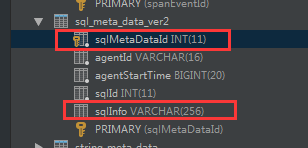 PRIMARY (spanEventId)
sql_meta_data_ver2
sqlMetaDataId INT(11)
agentId VARCHAR(16)
agentStartTime BIGINT(20)
sqlId INT(11)
sqlInfo VARCHAR(256)
PRIMARY (sqlMetaDataId)
string_meta_data